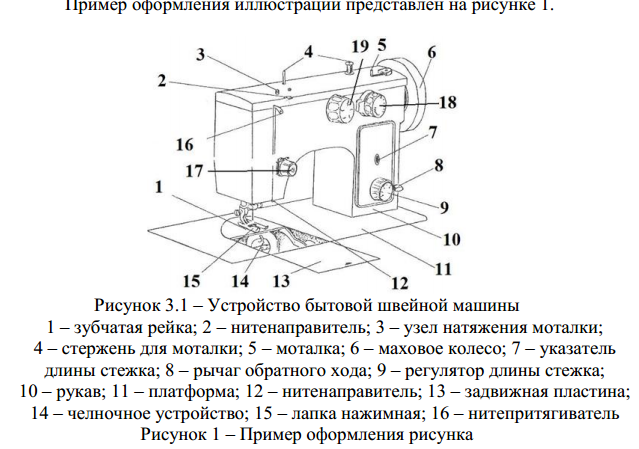 Пример оформления иллюстрации представлен на рисунке 1.
19
5
4
6
3
2
18
16
7
17
8
1
9
10
15
14
13
12
11
Рисунок 3.1 – Устройство бытовой швейной машины
1 – зубчатая рейка; 2 – нитенаправитель; 3 – узел натяжения моталки;
4 – стержень для моталки; 5 – моталка; 6 – маховое колесо; 7 – указатель
длины стежка; 8 – рычаг обратного хода; 9 – регулятор длины стежка;
10 – рукав; 11 – платформа; 12 – нитенаправитель; 13 – задвижная пластина;
14 – челночное устройство; 15 – лапка нажимная; 16 – нитепритягиватель
Рисунок 1 – Пример оформления рисунка